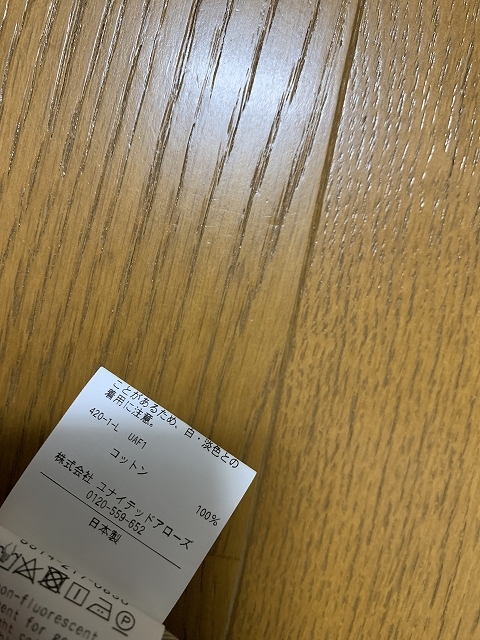 ことがあるため、白・淡色との
着用に注意。
420-1-L UAF1
コットン 100%
株式会社 ユナイテッドアローズ
0120-559-652
日本製
on-fluorescent